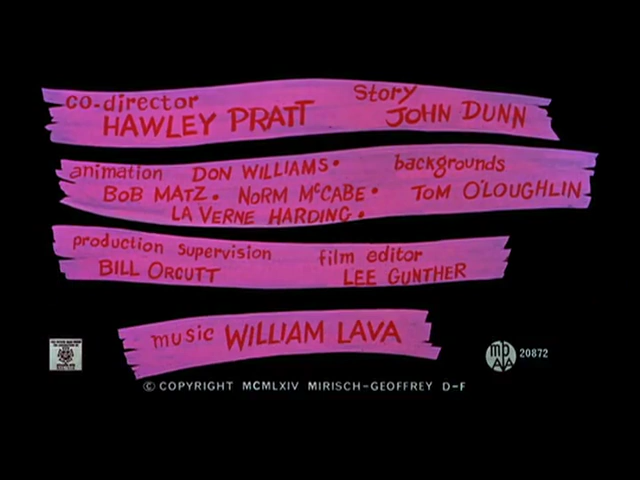 co-director
Story
HAWLEY PRATT
JOHN DUNN
animation DON WILLIAMS•
backgrounds
BOB MATZ• NORM McCABE•
TOM O'LOUGHLIN
LA VERNE HARDING•
production supervision
film editor
BILL ORCUTT
LEE GUNTHER
music WILLIAM LAVA
mpaa 20872
© COPYRIGHT MCMLXIV MIRISCH-GEOFFREY D-F